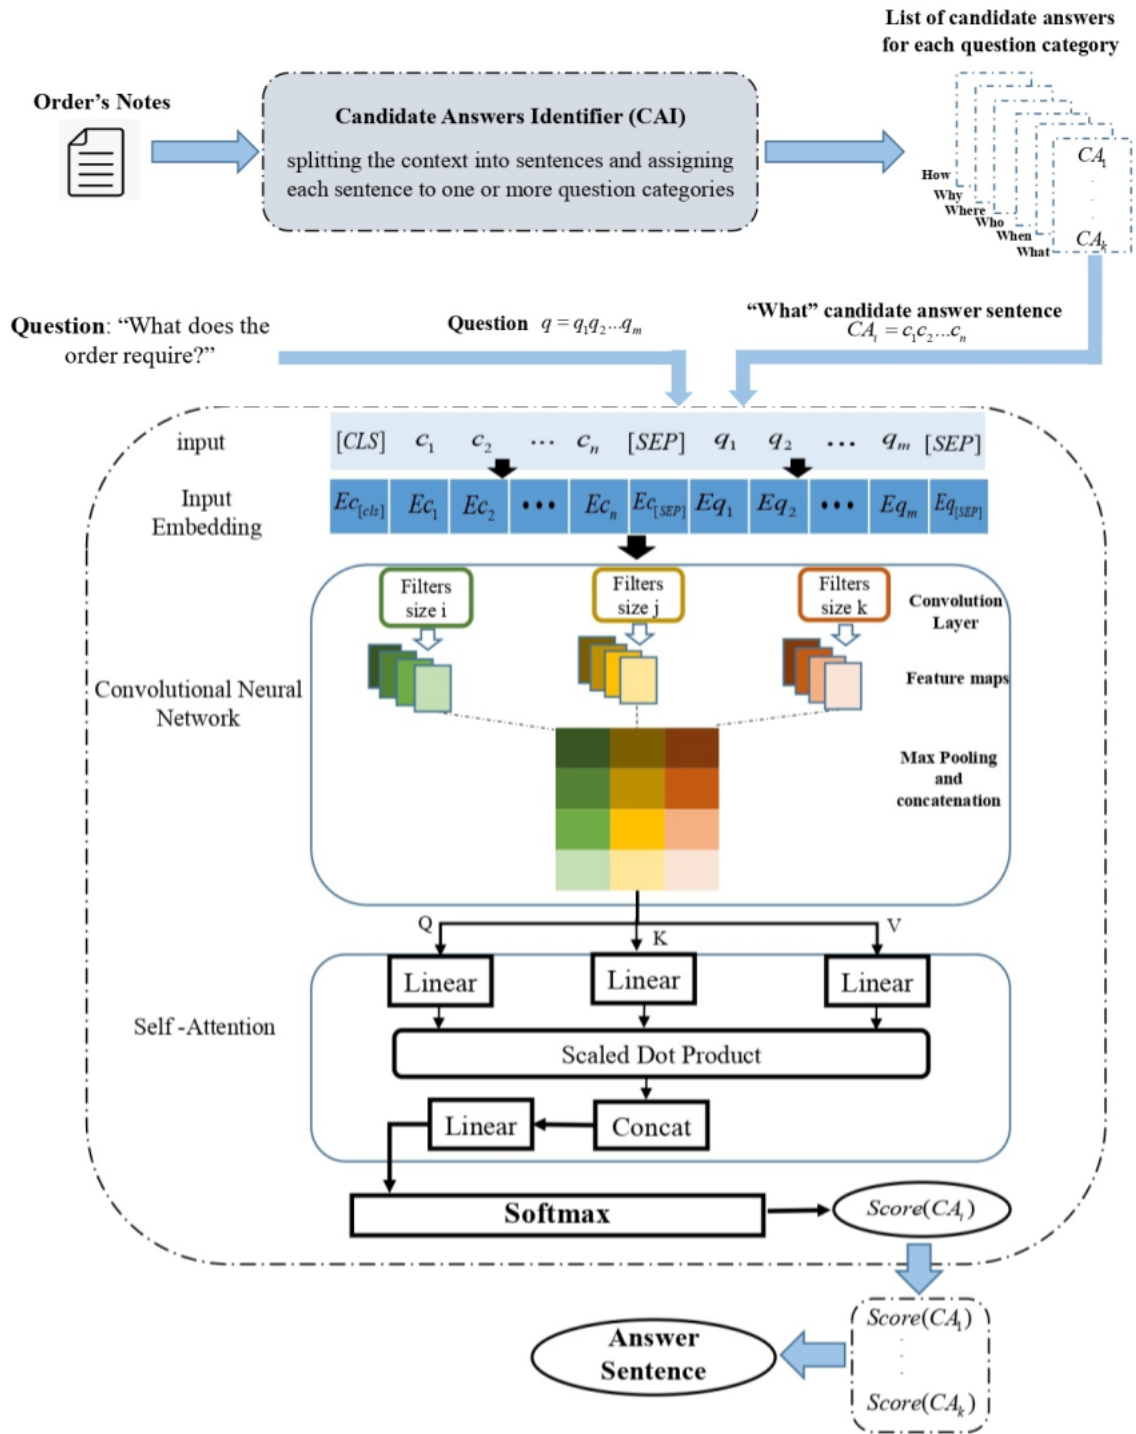 List of candidate answers
for each question category
Order's Notes
Candidate Answers Identifier (CAI)
splitting the context into sentences and assigning
each sentence to one or more question categories
CA₁
.
.
.
CAₖ
How
Why
Where
Who
When
What
Question: “What does the
order require?”
Question q = q₁q₂...qₘ
“What” candidate answer sentence
CAᵢ = c₁c₂...cₙ
input
[CLS] c₁ c₂ ... cₙ [SEP] q₁ q₂ ... qₘ [SEP]
Input
Embedding
Ec[cls] Ec₁ Ec₂ ... Ecₙ Ec[SEP] Eq₁ Eq₂ ... Eqₘ Eq[SEP]
Filters
size i
Filters
size j
Filters
size k
Convolution
Layer
Feature maps
Convolutional Neural
Network
Max Pooling
and
concatenation
Q
K
V
Linear
Linear
Linear
Self -Attention
Scaled Dot Product
Linear
Concat
Softmax
Score(CAᵢ)
Score(CA₁)
.
.
.
Score(CAₖ)
Answer
Sentence